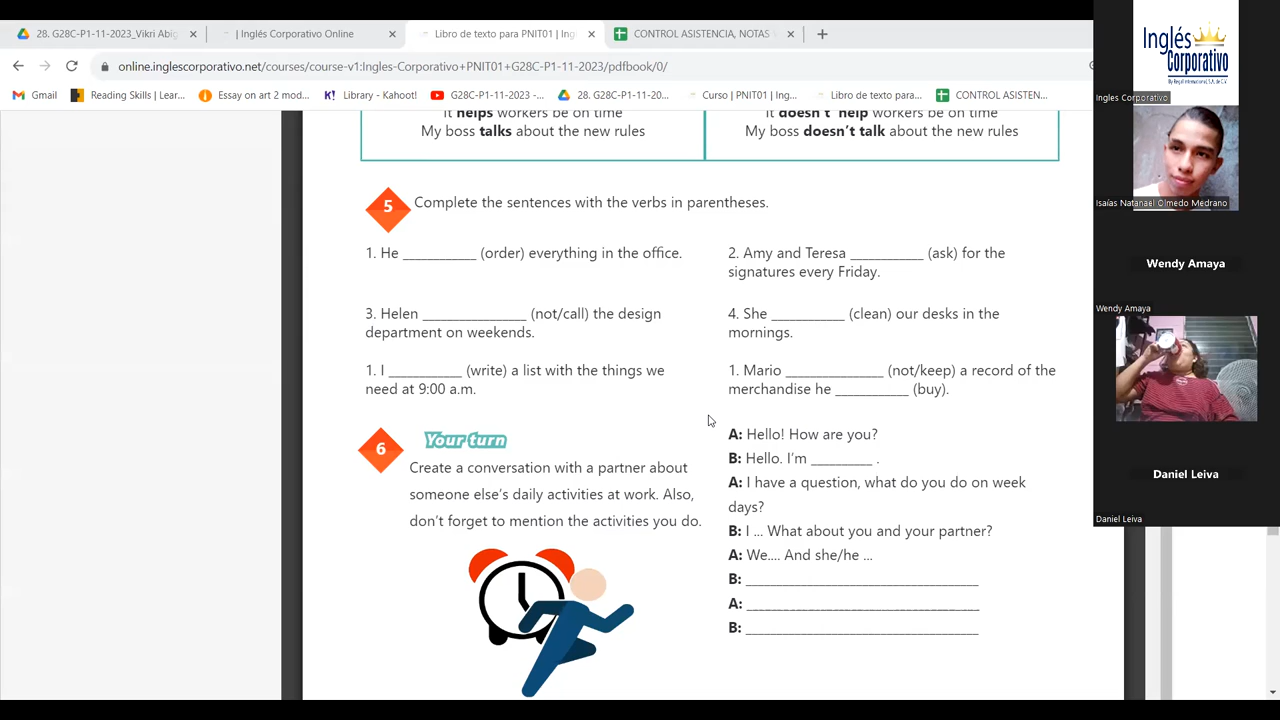 28. G28C-P1-11-2023_Vikri Abig
| Inglés Corporativo Online
Libro de texto para PNIT01 | Ing
CONTROL ASISTENCIA, NOTAS
online.inglescorporativo.net/courses/course-v1:Ingles-Corporativo+PNIT01+G28C-P1-11-2023/pdfbook/0/
Gmail
Reading Skills | Lear...
Essay on art 2 mod...
Library - Kahoot!
G28C-P1-11-2023 -...
28. G28C-P1-11-20...
Curso | PNIT01 | Ing...
Libro de texto para...
CONTROL ASISTEN...
It helps workers be on time
My boss talks about the new rules
It doesn't help workers be on time
My boss doesn't talk about the new rules
5
Complete the sentences with the verbs in parentheses.
1. He ___________ (order) everything in the office.
2. Amy and Teresa ___________ (ask) for the
signatures every Friday.
3. Helen ________________ (not/call) the design
department on weekends.
4. She ___________ (clean) our desks in the
mornings.
1. I ___________ (write) a list with the things we
need at 9:00 a.m.
1. Mario _______________ (not/keep) a record of the
merchandise he ___________ (buy).
6
Your turn
Create a conversation with a partner about
someone else's daily activities at work. Also,
don't forget to mention the activities you do.
A: Hello! How are you?
B: Hello. I'm _________ .
A: I have a question, what do you do on week
days?
B: I ... What about you and your partner?
A: We.... And she/he ...
B: ___________________________________
A: ___________________________________
B: ___________________________________
Inglés
Corporativo
Ingles Corporativo
Isaías Natanael Olmedo Medrano
Wendy Amaya
Wendy Amaya
Daniel Leiva
Daniel Leiva